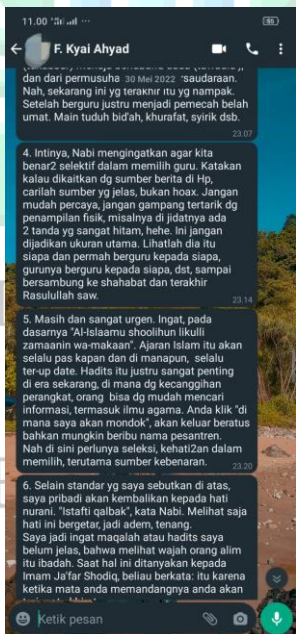 11.00
85
F. Kyai Ahyad
dan dari permusuha 30 Mei 2022 rsaudaraan.
Nah, sekarang ini yg terakhir itu yg nampak.
Setelah berguru justru menjadi pemecah belah
umat. Main tuduh bid'ah, khurafat, syirik dsb.
23.07
4. Intinya, Nabi mengingatkan agar kita
benar2 selektif dalam memilih guru. Katakan
kalau dikaitkan dg sumber berita di Hp,
carilah sumber yg jelas, bukan hoax. Jangan
mudah percaya, jangan gampang tertarik dg
penampilan fisik, misalnya di jidatnya ada
2 tanda yg sangat hitam, hehe. Ini jangan
dijadikan ukuran utama. Lihatlah dia itu
siapa dan permah berguru kepada siapa,
gurunya berguru kepada siapa, dst, sampai
bersambung ke shahabat dan terakhir
Rasulullah saw.
23.14
5. Masih dan sangat urgen. Ingat, pada
dasarnya "Al-Islaamu shoolihun likulli
zamaanin wa-makaan". Ajaran Islam itu akan
selalu pas kapan dan di manapun, selalu
ter-up date. Hadits itu justru sangat penting
di era sekarang, di mana dg kecanggihan
perangkat, orang bisa dg mudah mencari
informasi, termasuk ilmu agama. Anda klik "di
mana saya akan mondok", akan keluar beratus
bahkan mungkin beribu nama pesantren.
Nah di sini perlunya seleksi, kehati2an dalam
memilih, terutama sumber kebenaran.
23.20
6. Selain standar yg saya sebutkan di atas,
saya pribadi akan kembalikan kepada hati
nurani. "Istafti qalbak", kata Nabi. Melihat saja
hati ini bergetar, jadi adem, tenang.
Saya jadi ingat maqalah atau hadits saya
belum jelas, bahwa melihat wajah orang alim
itu ibadah. Saat hal ini ditanyakan kepada
Imam Ja'far Shodiq, beliau berkata: itu karena
ketika mata anda memandangnya anda akan
Ketik pesan